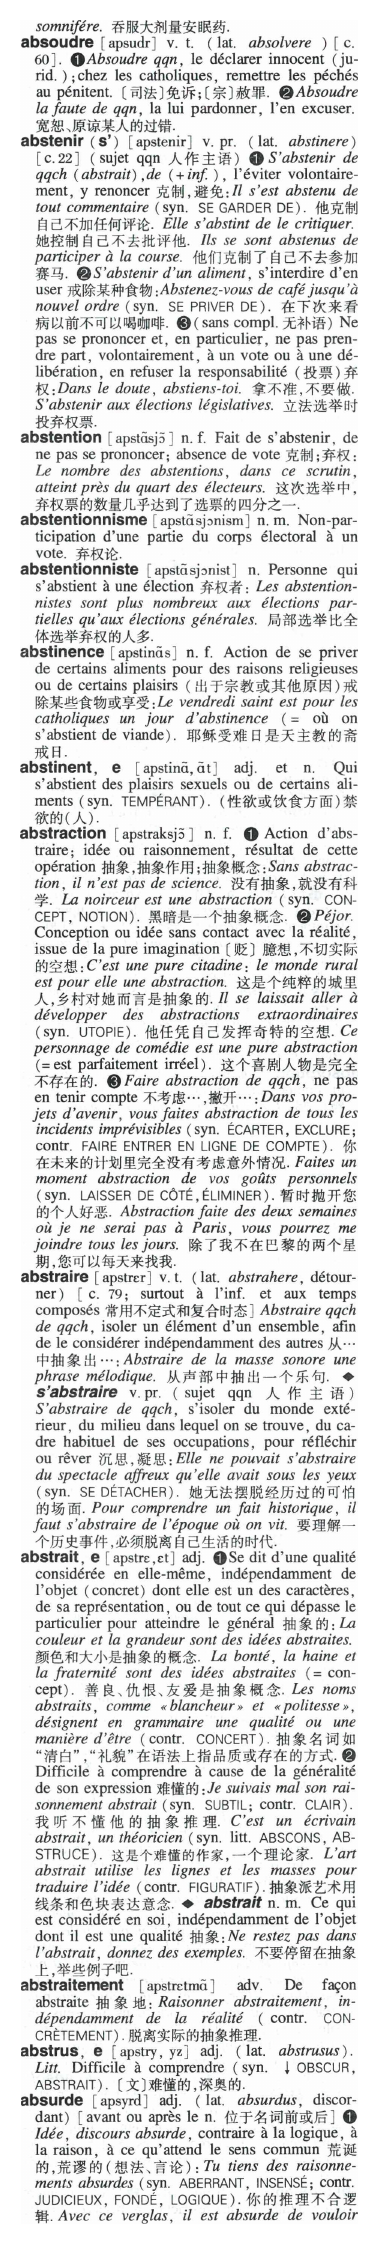 somnifére. 吞服大剂量安眠药.
absoudre [apsudr] v. t. (lat. absolvere ) [c.
60]. ❶Absoudre qqn, le déclarer innocent (ju-
rid. );chez les catholiques, remettre les péchés
au pénitent. [司法]免诉;[宗]赦罪. ❷Absoudre
la faute de qqn, la lui pardonner, l'en excuser.
宽恕、原谅某人的过错.
abstenir (s') [apstənir] v. pr. (lat. abstinere)
[c.22] (sujet qqn 人作主语) ❶ S'abstenir de
qqch (abstrait),de (+inf. ), l'éviter volontaire-
ment, y renoncer 克制,避免:Il s'est abstenu de
tout commentaire (syn. SE GARDER DE). 他克制
自己不加任何评论. Elle s'abstint de le critiquer.
她控制自己不去批评他. Ils se sont abstenus de
participer à la course. 他们克制了自己不去参加
赛马. ❷S'abstenir d'un aliment, s'interdire d'en
user 戒除某种食物:Abstenez-vous de café jusqu'à
nouvel ordre (syn. SE PRIVER DE). 在下次来看
病以前不可以喝咖啡. ❸(sans compl. 无补语) Ne
pas se prononcer et, en particulier, ne pas pren-
dre part, volontairement, à un vote ou à une dé-
libération, en refuser la responsabilité (投票)弃
权:Dans le doute, abstiens-toi. 拿不准,不要做.
S'abstenir aux élections législatives. 立法选举时
投弃权票.
abstention [apstɑ̃sjɔ̃] n. f. Fait de s'abstenir, de
ne pas se prononcer; absence de vote 克制;弃权:
Le nombre des abstentions, dans ce scrutin,
atteint près du quart des électeurs. 这次选举中,
弃权票的数量几乎达到了选票的四分之一.
abstentionnisme [apstɑ̃sjɔnism] n. m. Non-par-
ticipation d'une partie du corps électoral à un
vote. 弃权论.
abstentionniste [apstɑ̃sjɔnist] n. Personne qui
s'abstient à une élection 弃权者: Les abstention-
nistes sont plus nombreux aux élections par-
tielles qu'aux élections générales. 局部选举比全
体选举弃权的人多.
abstinence [apstinɑ̃s] n. f. Action de se priver
de certains aliments pour des raisons religieuses
ou de certains plaisirs (出于宗教或其他原因)戒
除某些食物或享受:Le vendredi saint est pour les
catholiques un jour d'abstinence (= où on
s'abstient de viande). 耶稣受难日是天主教的斋
戒日.
abstinent, e [apstinɑ̃, ɑ̃t] adj. et n. Qui
s'abstient des plaisirs sexuels ou de certains ali-
ments (syn. TEMPÉRANT). (性欲或饮食方面)禁
欲的(人).
abstraction [apstraksjɔ̃] n. f. ❶ Action d'abs-
traire; idée ou raisonnement, résultat de cette
opération 抽象,抽象作用;抽象概念:Sans abstrac-
tion, il n'est pas de science. 没有抽象,就没有科
学. La noirceur est une abstraction (syn. CON-
CEPT, NOTION). 黑暗是一个抽象概念. ❷Péjor.
Conception ou idée sans contact avec la réalité,
issue de la pure imagination [贬] 臆想,不切实际
的空想:C'est une pure citadine: le monde rural
est pour elle une abstraction. 这是个纯粹的城里
人,乡村对她而言是抽象的. Il se laissait aller à
développer des abstractions extraordinaires
(syn. UTOPIE). 他任凭自己发挥奇特的空想. Ce
personnage de comédie est une pure abstraction
(=est parfaitement irréel). 这个喜剧人物是完全
不存在的. ❸Faire abstraction de qqch, ne pas
en tenir compte 不考虑…,撇开…:Dans vos pro-
jets d'avenir, vous faites abstraction de tous les
incidents imprévisibles (syn. ÉCARTER, EXCLURE;
contr. FAIRE ENTRER EN LIGNE DE COMPTE). 你
在未来的计划里完全没有考虑意外情况. Faites un
moment abstraction de vos goûts personnels
(syn. LAISSER DE CÔTÉ,ÉLIMINER). 暂时抛开您
的个人好恶. Abstraction faite des deux semaines
où je ne serai pas à Paris, vous pourrez me
joindre tous les jours. 除了我不在巴黎的两个星
期,您可以每天来找我.
abstraire [apstrɛr] v. t. (lat. abstrahere, détour-
ner) [c. 79; surtout à l'inf. et aux temps
composés 常用不定式和复合时态] Abstraire qqch
de qqch, isoler un élément d'un ensemble, afin
de le considérer indépendamment des autres 从…
中抽象出…:Abstraire de la masse sonore une
phrase mélodique. 从声部中抽出一个乐句. ◆
s'abstraire v. pr. (sujet qqn 人作主语)
S'abstraire de qqch, s'isoler du monde exté-
rieur, du milieu dans lequel on se trouve, du ca-
dre habituel de ses occupations, pour réfléchir
ou rêver 沉思,凝思:Elle ne pouvait s'abstraire
du spectacle affreux qu'elle avait sous les yeux
(syn. SE DÉTACHER). 她无法摆脱经历过的可怕
的场面. Pour comprendre un fait historique, il
faut s'abstraire de l'époque où on vit. 要理解一
个历史事件,必须脱离自己生活的时代.
abstrait, e [apstrɛ,ɛt] adj. ❶Se dit d'une qualité
considérée en elle-même, indépendamment de
l'objet (concret) dont elle est un des caractères,
de sa représentation, ou de tout ce qui dépasse le
particulier pour atteindre le général 抽象的:La
couleur et la grandeur sont des idées abstraites.
颜色和大小是抽象的概念. La bonté, la haine et
la fraternité sont des idées abstraites (= con-
cept). 善良、仇恨、友爱是抽象概念. Les noms
abstraits, comme «blancheur» et «politesse»,
désignent en grammaire une qualité ou une
manière d'être (contr. CONCERT). 抽象名词如
“清白”,“礼貌”在语法上指品质或存在的方式. ❷
Difficile à comprendre à cause de la généralité
de son expression 难懂的:Je suivais mal son rai-
sonnement abstrait (syn. SUBTIL; contr. CLAIR).
我听不懂他的抽象推理. C'est un écrivain
abstrait, un théoricien (syn. litt. ABSCONS, AB-
STRUCE). 这是个难懂的作家,一个理论家. L'art
abstrait utilise les lignes et les masses pour
traduire l'idée (contr. FIGURATIF). 抽象派艺术用
线条和色块表达意念. ◆ abstrait n. m. Ce qui
est considéré en soi, indépendamment de l'objet
dont il est une qualité 抽象:Ne restez pas dans
l'abstrait, donnez des exemples. 不要停留在抽象
上,举些例子吧.
abstraitement [apstrɛtmɑ̃] adv. De façon
abstraite 抽象地: Raisonner abstraitement, in-
dépendamment de la réalité ( contr. CON-
CRÈTEMENT). 脱离实际的抽象推理.
abstrus, e [apstry, yz] adj. (lat. abstrusus).
Litt. Difficile à comprendre (syn. ↓OBSCUR,
ABSTRAIT). [文]难懂的,深奥的.
absurde [apsyrd] adj. (lat. absurdus, discor-
dant) [avant ou après le n. 位于名词前或后] ❶
Idée, discours absurde, contraire à la logique, à
la raison, à ce qu'attend le sens commun 荒诞
的,荒谬的(想法、言论):Tu tiens des raisonne-
ments absurdes (syn. ABERRANT, INSENSÉ; contr.
JUDICIEUX, FONDÉ, LOGIQUE). 你的推理不合逻
辑. Avec ce verglas, il est absurde de vouloir